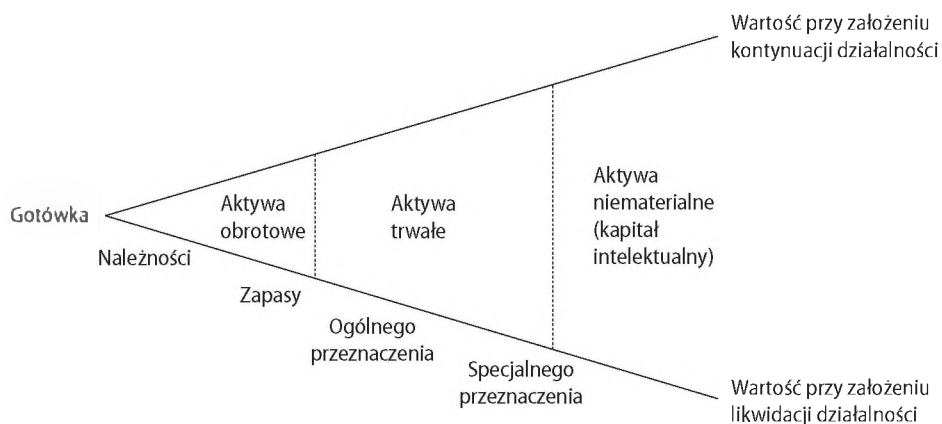 Wartość przy założeniu
kontynuacji działalności
Gotówka
Aktywa
obrotowe
Aktywa
trwałe
Aktywa
niematerialne
(kapitał
intelektualny)
Należności
Zapasy
Ogólnego
przeznaczenia
Specjalnego
przeznaczenia
Wartość przy założeniu
likwidacji działalności